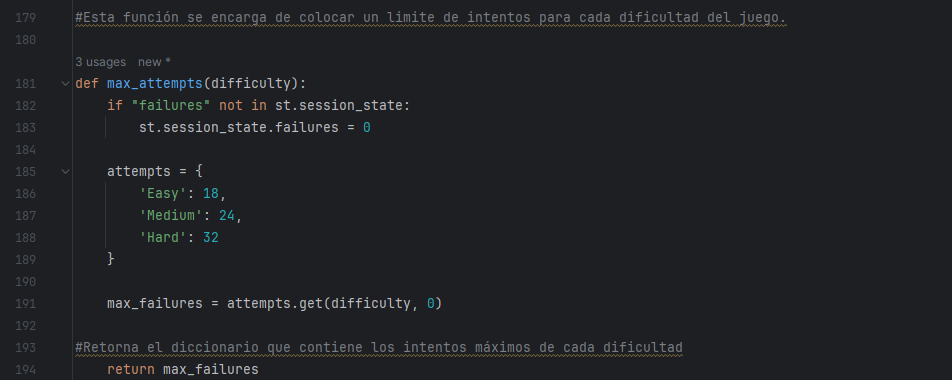 179 #Esta función se encarga de colocar un limite de intentos para cada dificultad del juego.
180
3 usages new *
181 def max_attempts(difficulty):
182 if "failures" not in st.session_state:
183 st.session_state.failures = 0
184
185 attempts = {
186 'Easy': 18,
187 'Medium': 24,
188 'Hard': 32
189 }
190
191 max_failures = attempts.get(difficulty, 0)
192
193 #Retorna el diccionario que contiene los intentos máximos de cada dificultad
194 return max_failures